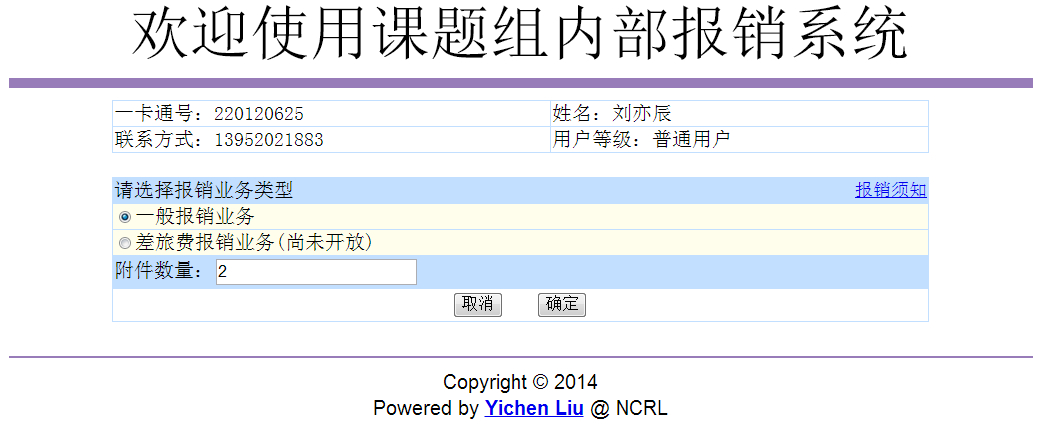 欢迎使用课题组内部报销系统
一卡通号：220120625 姓名：刘亦辰
联系方式：13952021883 用户等级：普通用户
请选择报销业务类型 报销须知
一般报销业务
差旅费报销业务(尚未开放)
附件数量：2
取消 确定
Copyright © 2014
Powered by Yichen Liu @ NCRL